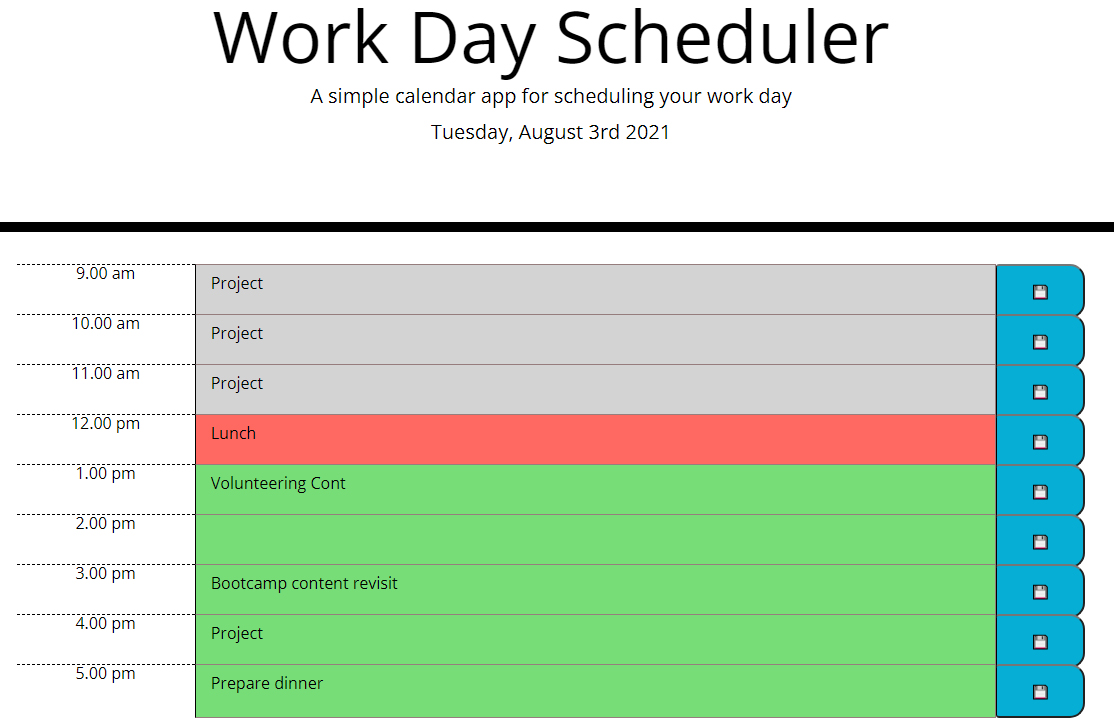 Work Day Scheduler
A simple calendar app for scheduling your work day
Tuesday, August 3rd 2021
9.00 am Project
10.00 am Project
11.00 am Project
12.00 pm Lunch
1.00 pm Volunteering Cont
2.00 pm
3.00 pm Bootcamp content revisit
4.00 pm Project
5.00 pm Prepare dinner